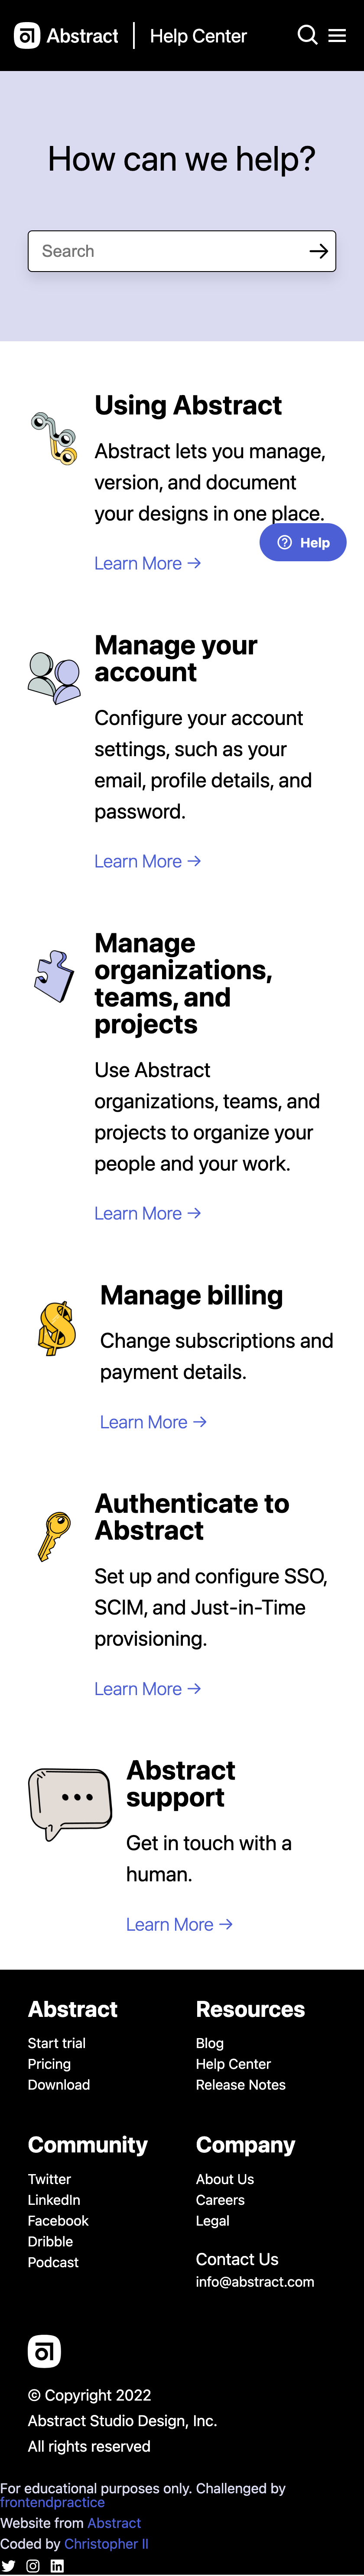 Abstract | Help Center
How can we help?
Search
Using Abstract
Abstract lets you manage,
version, and document
your designs in one place.
Help
Learn More →
Manage your
account
Configure your account
settings, such as your
email, profile details, and
password.
Learn More →
Manage
organizations,
teams, and
projects
Use Abstract
organizations, teams, and
projects to organize your
people and your work.
Learn More →
Manage billing
Change subscriptions and
payment details.
Learn More →
Authenticate to
Abstract
Set up and configure SSO,
SCIM, and Just-in-Time
provisioning.
Learn More →
Abstract
support
Get in touch with a
human.
Learn More →
Abstract
Start trial
Pricing
Download
Resources
Blog
Help Center
Release Notes
Community
Twitter
LinkedIn
Facebook
Dribble
Podcast
Company
About Us
Careers
Legal
Contact Us
info@abstract.com
© Copyright 2022
Abstract Studio Design, Inc.
All rights reserved
For educational purposes only. Challenged by
frontendpractice
Website from Abstract
Coded by Christopher II